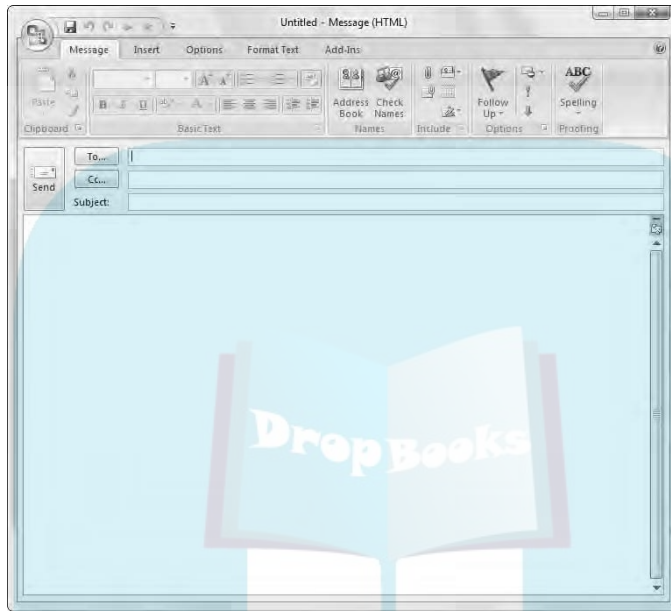 Untitled - Message (HTML)
Message Insert Options Format Text Add-Ins
Paste
B I U
A A
A
ABC
Address Book
Check Names
Follow Up
Spelling
Clipboard Basic Text Names Include Options Proofing
To...
Send
Cc...
Subject:
DropBooks